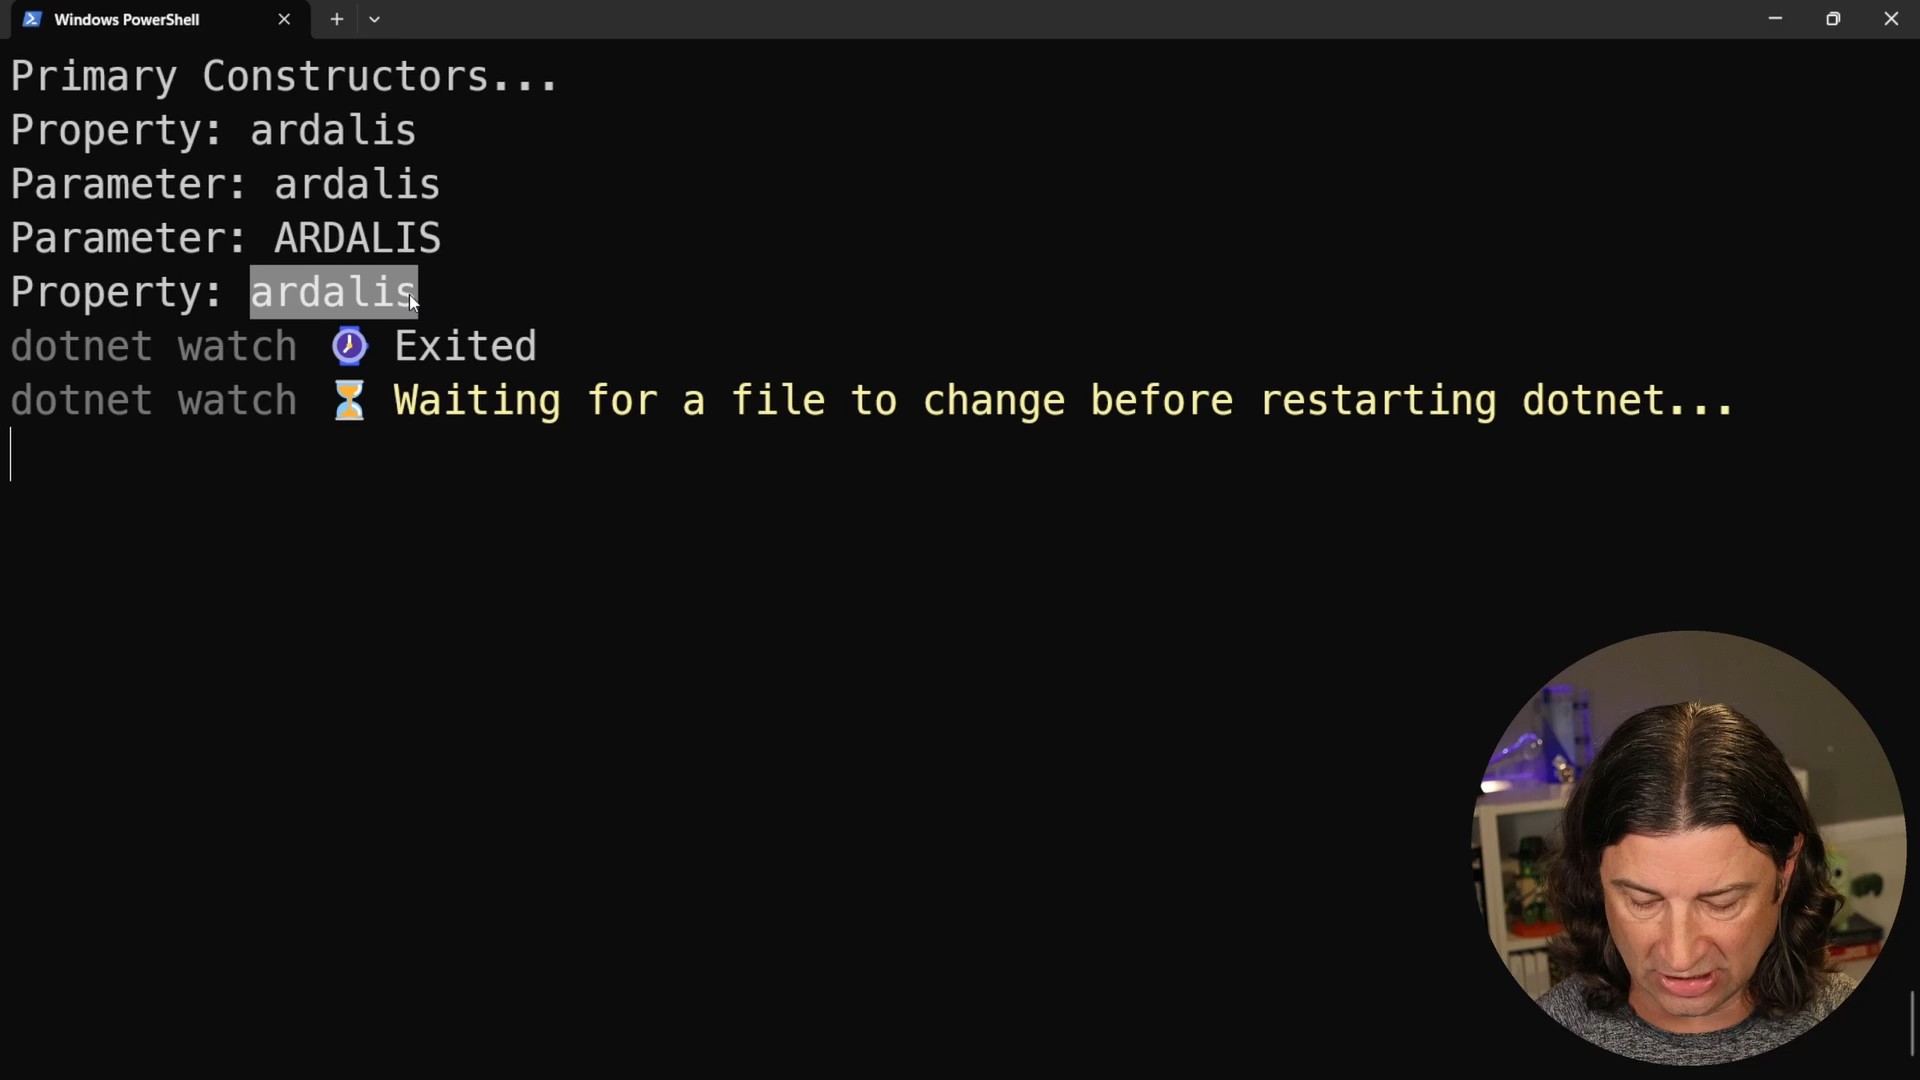 Windows PowerShell
Primary Constructors...
Property: ardalis
Parameter: ardalis
Parameter: ARDALIS
Property: ardalis
dotnet watch ⌚ Exited
dotnet watch ⏳ Waiting for a file to change before restarting dotnet...